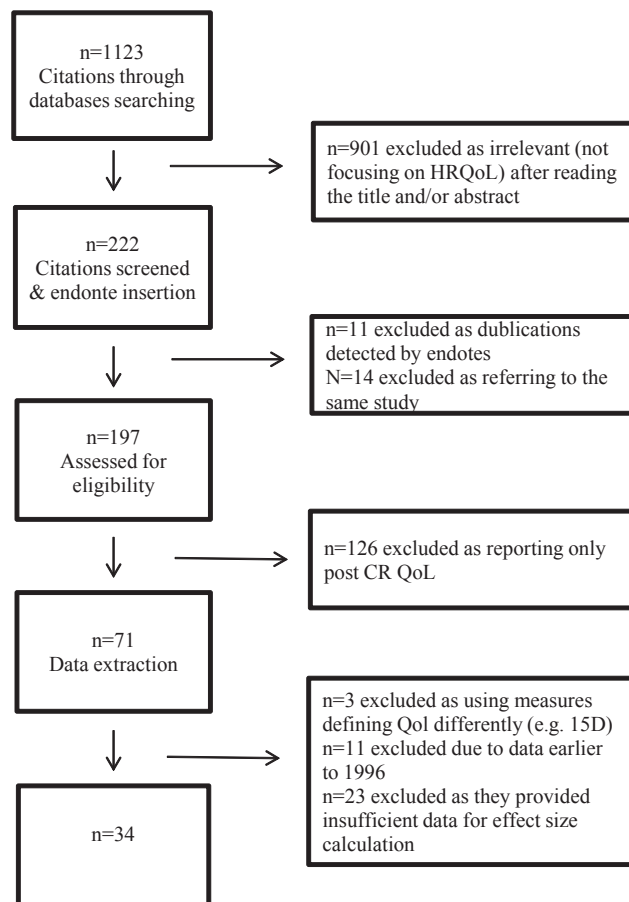 n=1123
Citations through
databases searching
n=901 excluded as irrelevant (not
focusing on HRQoL) after reading
the title and/or abstract
n=222
Citations screened
& endonte insertion
n=11 excluded as dublications
detected by endotes
N=14 excluded as referring to the
same study
n=197
Assessed for
eligibility
n=126 excluded as reporting only
post CR QoL
n=71
Data extraction
n=3 excluded as using measures
defining Qol differently (e.g. 15D)
n=11 excluded due to data earlier
to 1996
n=23 excluded as they provided
insufficient data for effect size
calculation
n=34